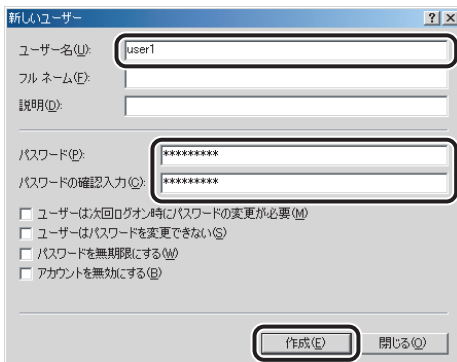 新しいユーザー
ユーザー名(U): user1
フル ネーム(F):
説明(D):
パスワード(P): *********
パスワードの確認入力(C): *********
ユーザーは次回ログオン時にパスワードの変更が必要(M)
ユーザーはパスワードを変更できない(S)
パスワードを無期限にする(W)
アカウントを無効にする(B)
作成(E) 閉じる(O)